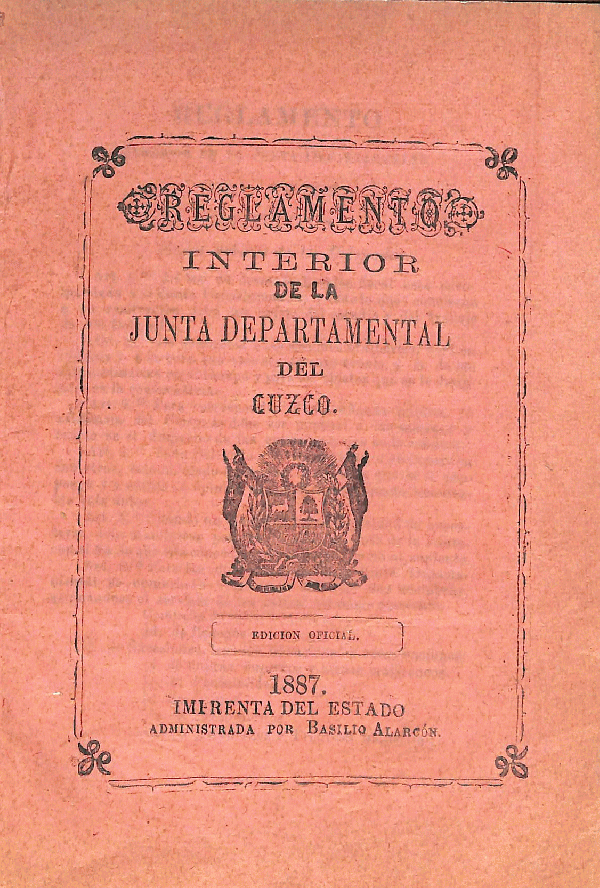 REGLAMENTO
INTERIOR
DE LA
JUNTA DEPARTAMENTAL
DEL
CUZCO.
EDICION OFICIAL.
1887.
IMPRENTA DEL ESTADO
ADMINISTRADA POR BASILIO ALARCÓN.